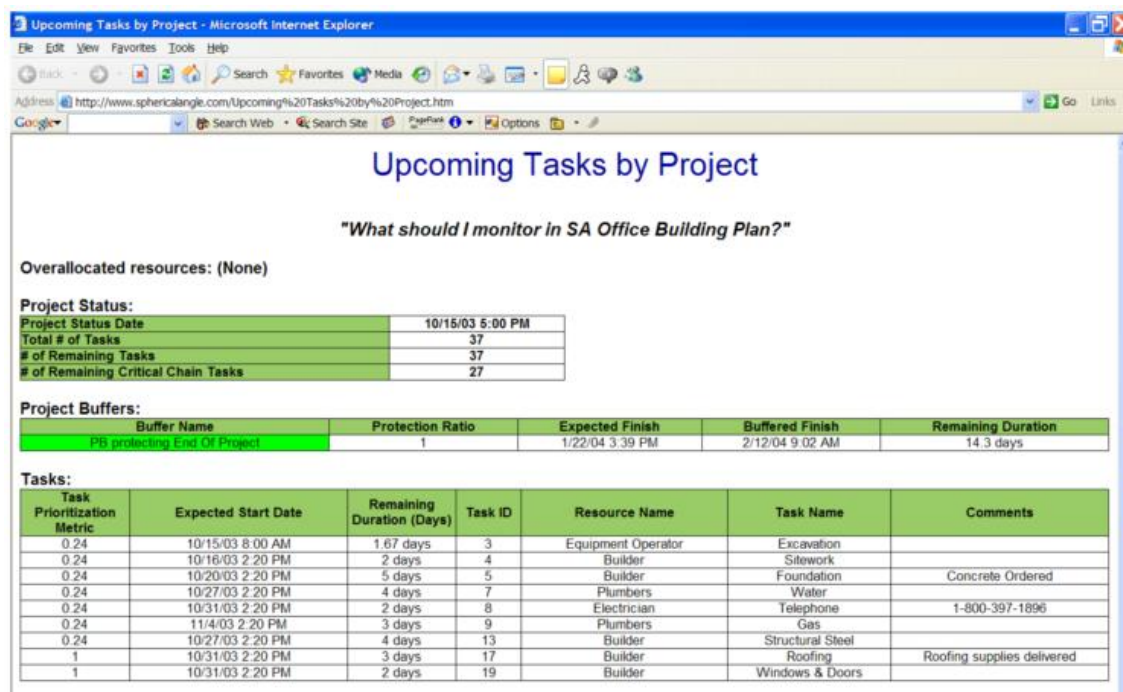 Upcoming Tasks by Project - Microsoft Internet Explorer
File Edit View Favorites Tools Help
Back Search Favorites Media
Address http://www.sphericalangle.com/Upcoming%20Tasks%20by%20Project.htm Go Links
Google Search Web Search Site PageRank Options
Upcoming Tasks by Project
"What should I monitor in SA Office Building Plan?"
Overallocated resources: (None)
Project Status:
Project Status Date 10/15/03 5:00 PM
Total # of Tasks 37
# of Remaining Tasks 37
# of Remaining Critical Chain Tasks 27
Project Buffers:
Buffer Name Protection Ratio Expected Finish Buffered Finish Remaining Duration
PB protecting End Of Project 1 1/22/04 3:39 PM 2/12/04 9:02 AM 14.3 days
Tasks:
Task Prioritization Metric Expected Start Date Remaining Duration (Days) Task ID Resource Name Task Name Comments
0.24 10/15/03 8:00 AM 1.67 days 3 Equipment Operator Excavation
0.24 10/16/03 2:20 PM 2 days 4 Builder Sitework
0.24 10/20/03 2:20 PM 5 days 5 Builder Foundation Concrete Ordered
0.24 10/27/03 2:20 PM 4 days 7 Plumbers Water
0.24 10/31/03 2:20 PM 2 days 8 Electrician Telephone 1-800-397-1896
0.24 11/4/03 2:20 PM 3 days 9 Plumbers Gas
0.24 10/27/03 2:20 PM 4 days 13 Builder Structural Steel
1 10/31/03 2:20 PM 3 days 17 Builder Roofing Roofing supplies delivered
1 10/31/03 2:20 PM 2 days 19 Builder Windows & Doors